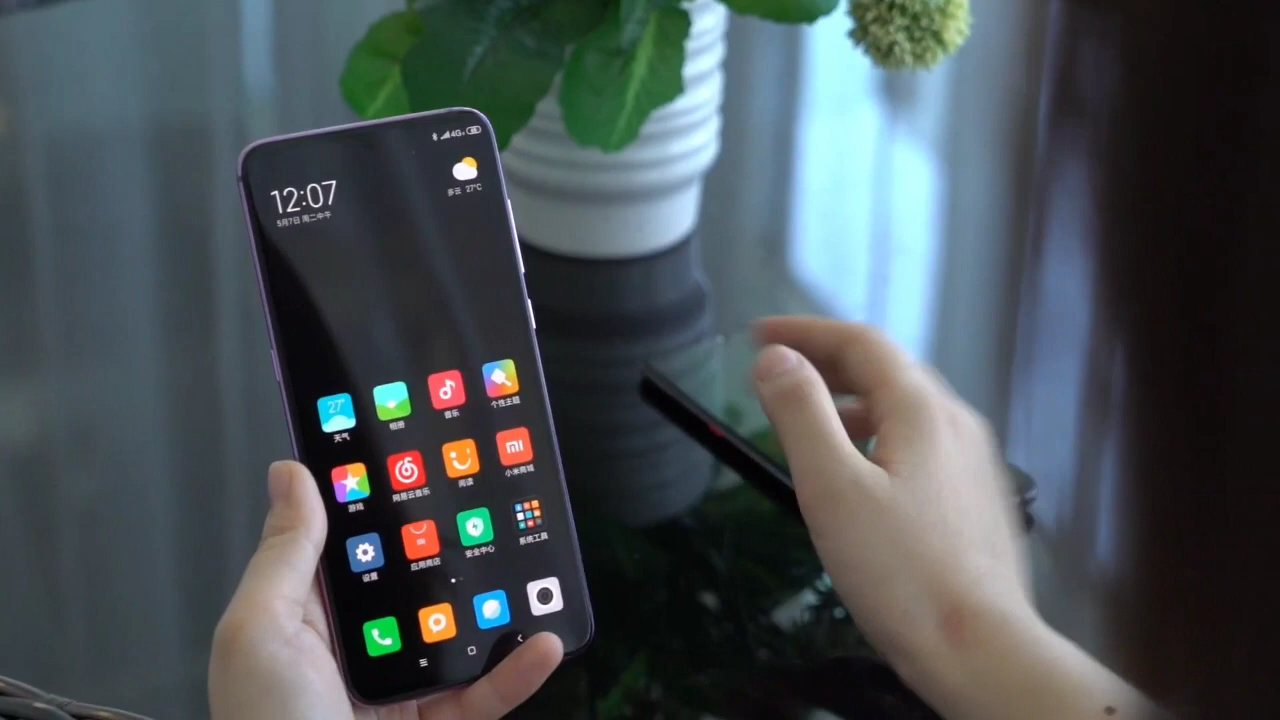 4G+
12:07
5月7日 周二中午
多云 27°C
27°
天气
相册
音乐
个性主题
游戏
网易云音乐
阅读
mi
小米商城
设置
mi
应用商店
安全中心
系统工具